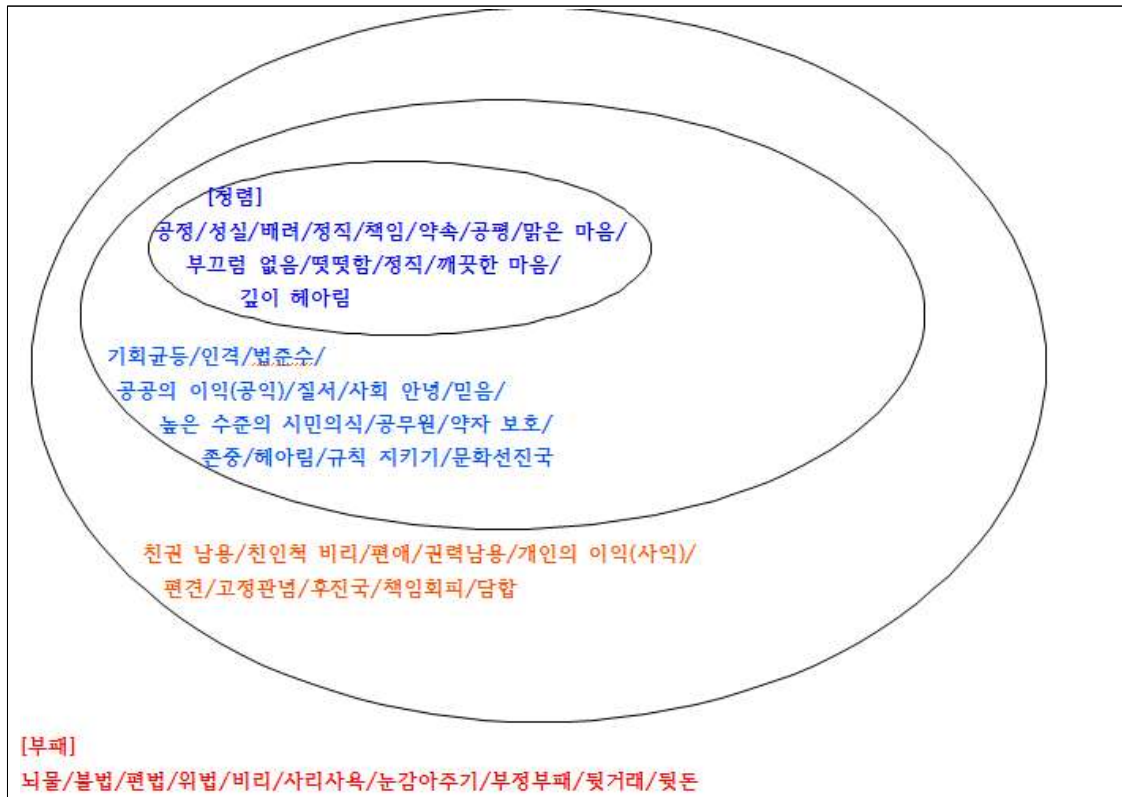 [청렴]
공정/성실/배려/정직/책임/약속/공평/맑은 마음/
부끄럼 없음/떳떳함/정직/깨끗한 마음/
깊이 헤아림
기회균등/인격/법준수/
공공의 이익(공익)/질서/사회 안녕/믿음/
높은 수준의 시민의식/공무원/약자 보호/
존중/헤아림/규칙 지키기/문화선진국
친권 남용/친인척 비리/편애/권력남용/개인의 이익(사익)/
편견/고정관념/후진국/책임회피/담합
[부패]
뇌물/불법/편법/위법/비리/사리사욕/눈감아주기/부정부패/뒷거래/뒷돈